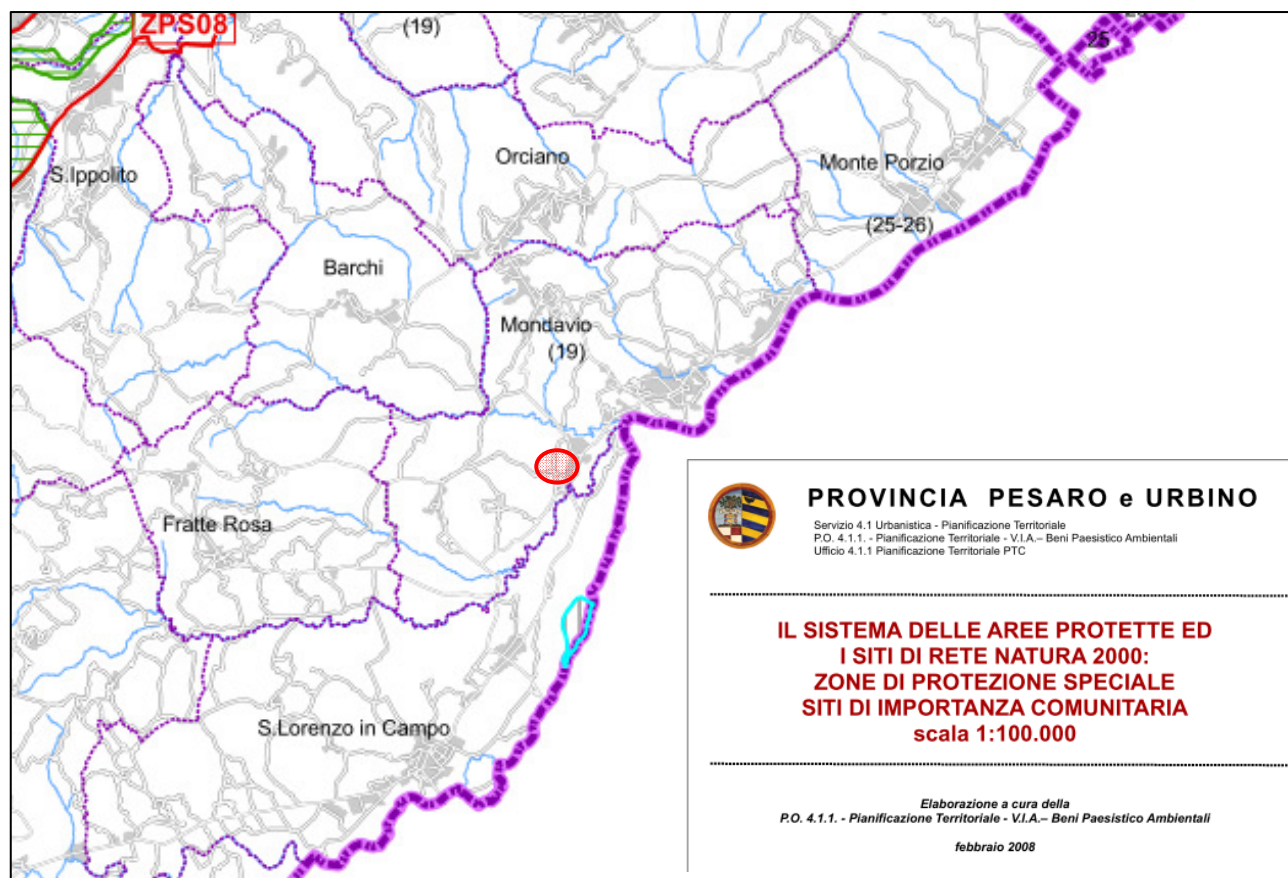 ZPS08
(19)
25
S.Ippolito
Orciano
Monte Porzio
(25-26)
Barchi
Mondavio
(19)
Fratte Rosa
S.Lorenzo in Campo
PROVINCIA PESARO e URBINO
Servizio 4.1 Urbanistica - Pianificazione Territoriale
P.O. 4.1.1. - Pianificazione Territoriale - V.I.A.– Beni Paesistico Ambientali
Ufficio 4.1.1 Pianificazione Territoriale PTC
IL SISTEMA DELLE AREE PROTETTE ED
I SITI DI RETE NATURA 2000:
ZONE DI PROTEZIONE SPECIALE
SITI DI IMPORTANZA COMUNITARIA
scala 1:100.000
Elaborazione a cura della
P.O. 4.1.1. - Pianificazione Territoriale - V.I.A.– Beni Paesistico Ambientali
febbraio 2008